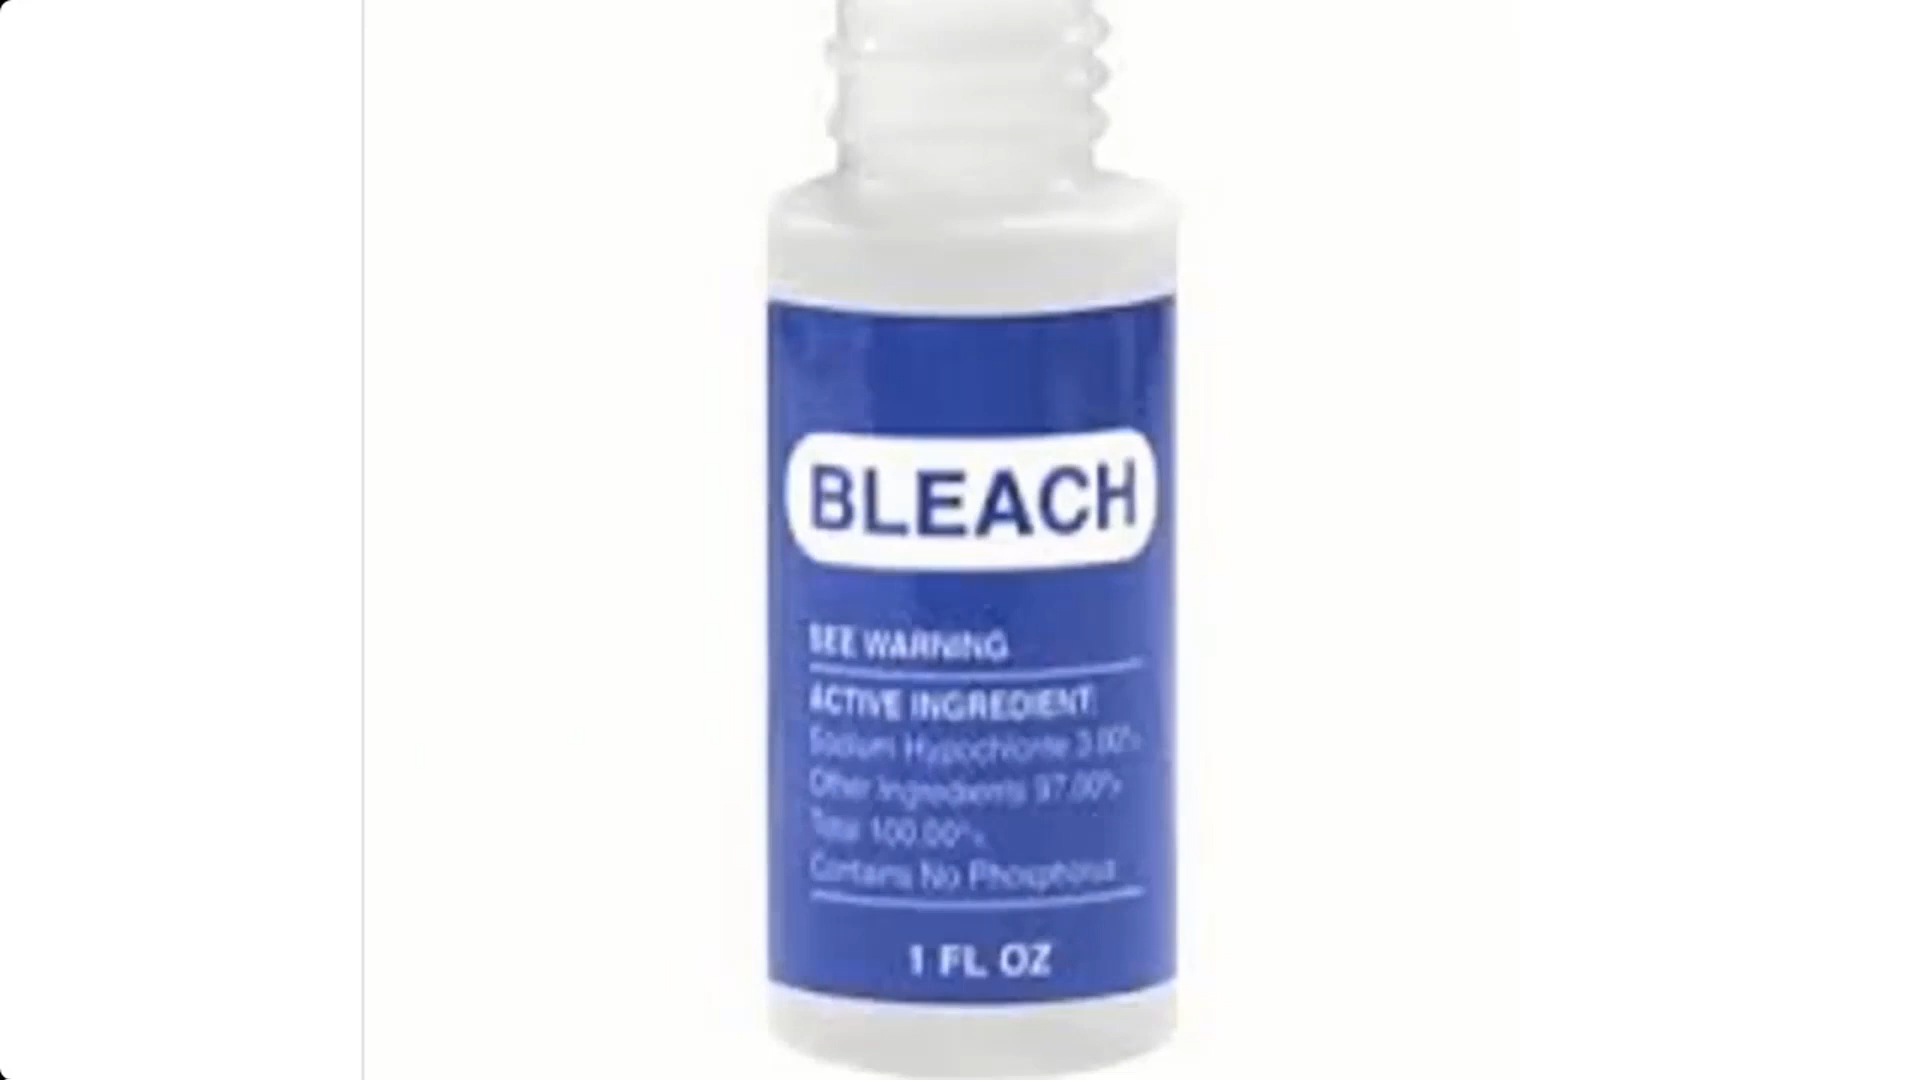 BLEACH
SEE WARNING
ACTIVE INGREDIENT:
Sodium Hypochlorite 3.00%
Other Ingredients 97.00%
Total 100.00%
Contains No Phosphorus
1 FL OZ